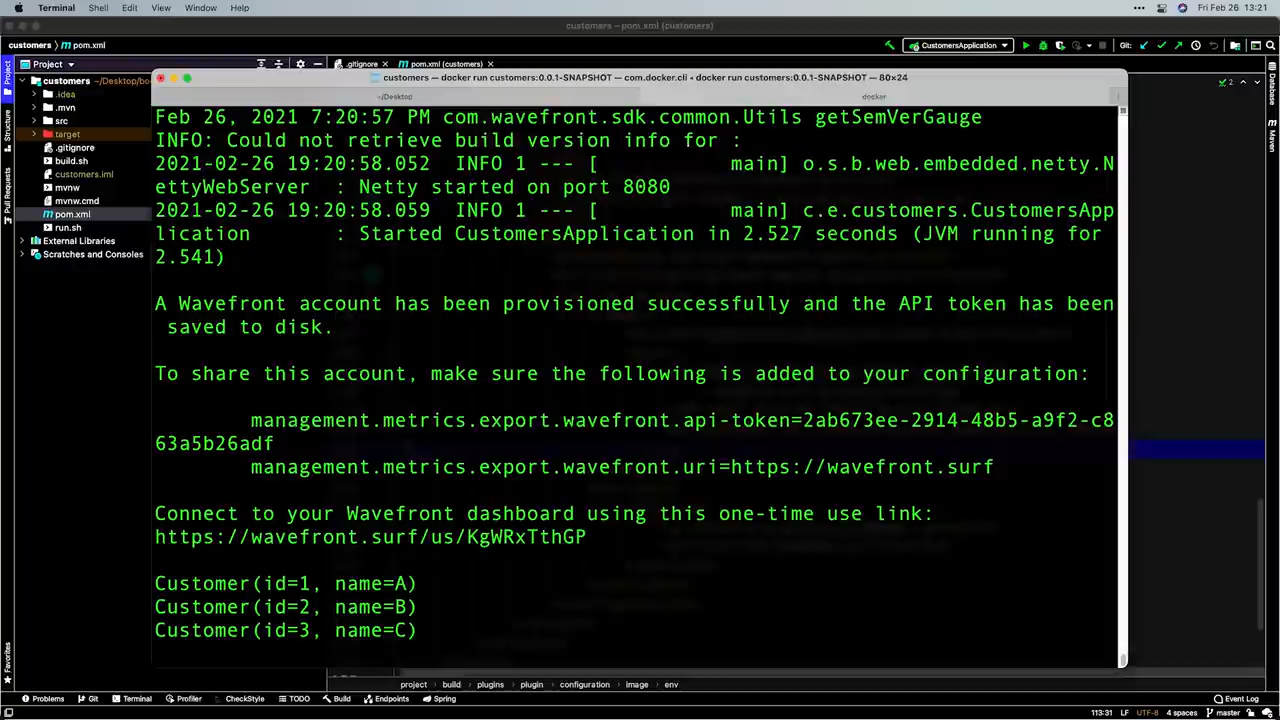 Terminal Shell Edit View Window Help Fri Feb 26 13:21
customers – pom.xml (customers)
customers pom.xml CustomersApplication Git:
Project .gitignore pom.xml (customers)
customers – docker run customers:0.0.1-SNAPSHOT – com.docker.cli • docker run customers:0.0.1-SNAPSHOT – 80×24
~/Desktop docker
customers ~/Desktop/bo
.idea
.mvn
src
target
.gitignore
build.sh
customers.iml
mvnw
mvnw.cmd
pom.xml
run.sh
External Libraries
Scratches and Consoles
Project
Structure
Pull Requests
Favorites
Database
Maven
2
Feb 26, 2021 7:20:57 PM com.wavefront.sdk.common.Utils getSemVerGauge
INFO: Could not retrieve build version info for :
2021-02-26 19:20:58.052  INFO 1 --- [           main] o.s.b.web.embedded.netty.N
ettyWebServer  : Netty started on port 8080
2021-02-26 19:20:58.059  INFO 1 --- [           main] c.e.customers.CustomersApp
lication       : Started CustomersApplication in 2.527 seconds (JVM running for
2.541)
A Wavefront account has been provisioned successfully and the API token has been
 saved to disk.
To share this account, make sure the following is added to your configuration:
        management.metrics.export.wavefront.api-token=2ab673ee-2914-48b5-a9f2-c8
63a5b26adf
        management.metrics.export.wavefront.uri=https://wavefront.surf
Connect to your Wavefront dashboard using this one-time use link:
https://wavefront.surf/us/KgWRxTthGP
Customer(id=1, name=A)
Customer(id=2, name=B)
Customer(id=3, name=C)
project build plugins plugin configuration image env
Problems Git Terminal Profiler CheckStyle TODO Build Endpoints Spring Event Log
113:31 LF UTF-8 4 spaces master